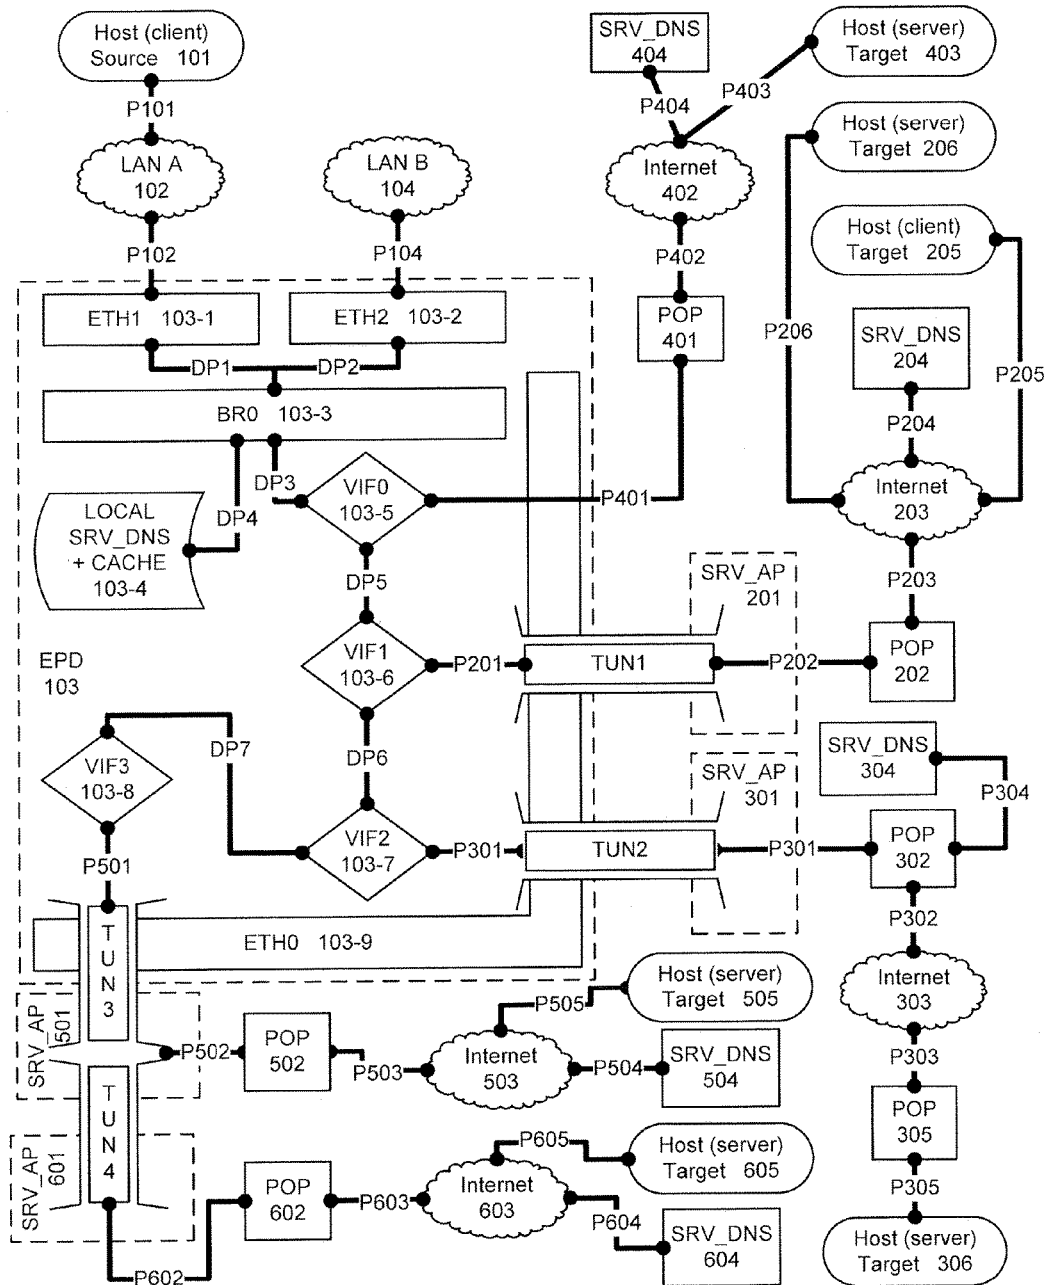 Host (client)
Source 101
P101
LAN A
102
P102
LAN B
104
P104
SRV_DNS
404
P404
P403
Host (server)
Target 403
Internet
402
P402
POP
401
P401
Host (server)
Target 206
P206
Host (client)
Target 205
P205
SRV_DNS
204
P204
Internet
203
P203
POP
202
ETH1 103-1
ETH2 103-2
DP1
DP2
BR0 103-3
DP3
DP4
LOCAL
SRV_DNS
+ CACHE
103-4
VIF0
103-5
DP5
VIF1
103-6
P201
TUN1
SRV_AP
201
P202
EPD
103
DP6
DP7
VIF3
103-8
VIF2
103-7
P301
TUN2
SRV_AP
301
P301
POP
302
SRV_DNS
304
P304
P302
Internet
303
P303
POP
305
P305
Host (server)
Target 306
P501
ETH0 103-9
TUN3
SRV_AP
501
P502
POP
502
P503
Internet
503
P505
Host (server)
Target 505
P504
SRV_DNS
504
TUN4
SRV_AP
601
P602
POP
602
P603
Internet
603
P605
Host (server)
Target 605
P604
SRV_DNS
604